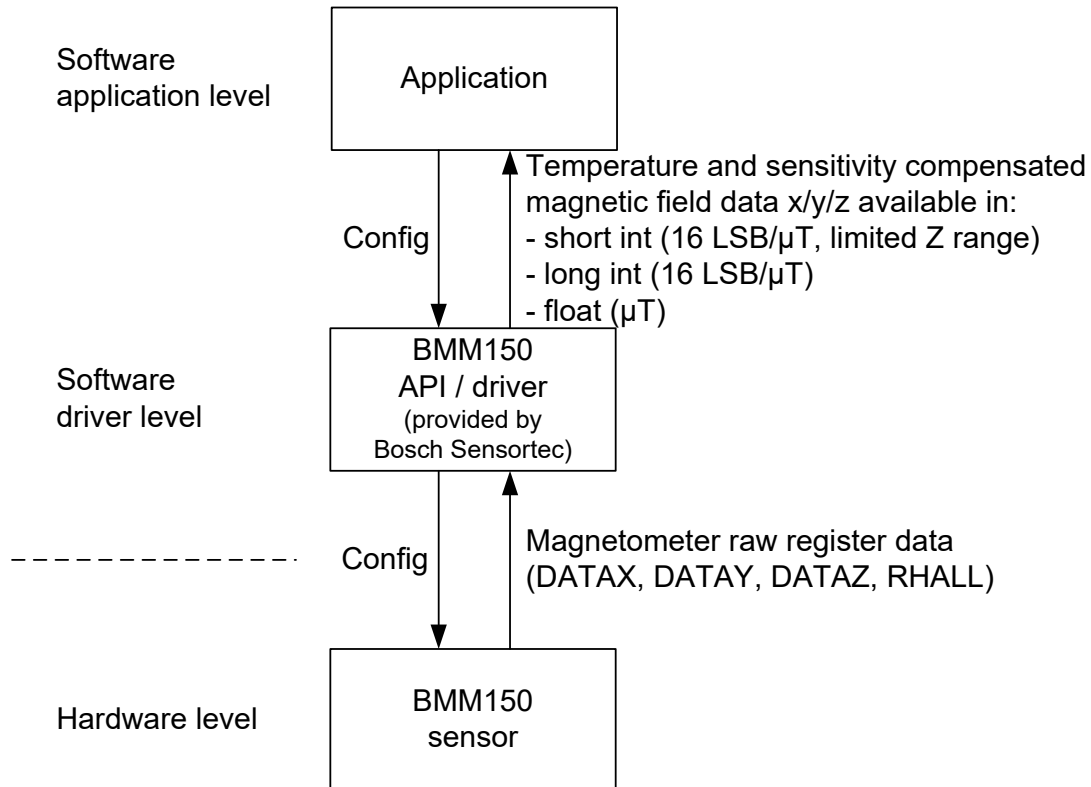 Software
application level
Application
Temperature and sensitivity compensated
magnetic field data x/y/z available in:
- short int (16 LSB/µT, limited Z range)
- long int (16 LSB/µT)
- float (µT)
Config
Software
driver level
BMM150
API / driver
(provided by
Bosch Sensortec)
Config
Magnetometer raw register data
(DATAX, DATAY, DATAZ, RHALL)
Hardware level
BMM150
sensor